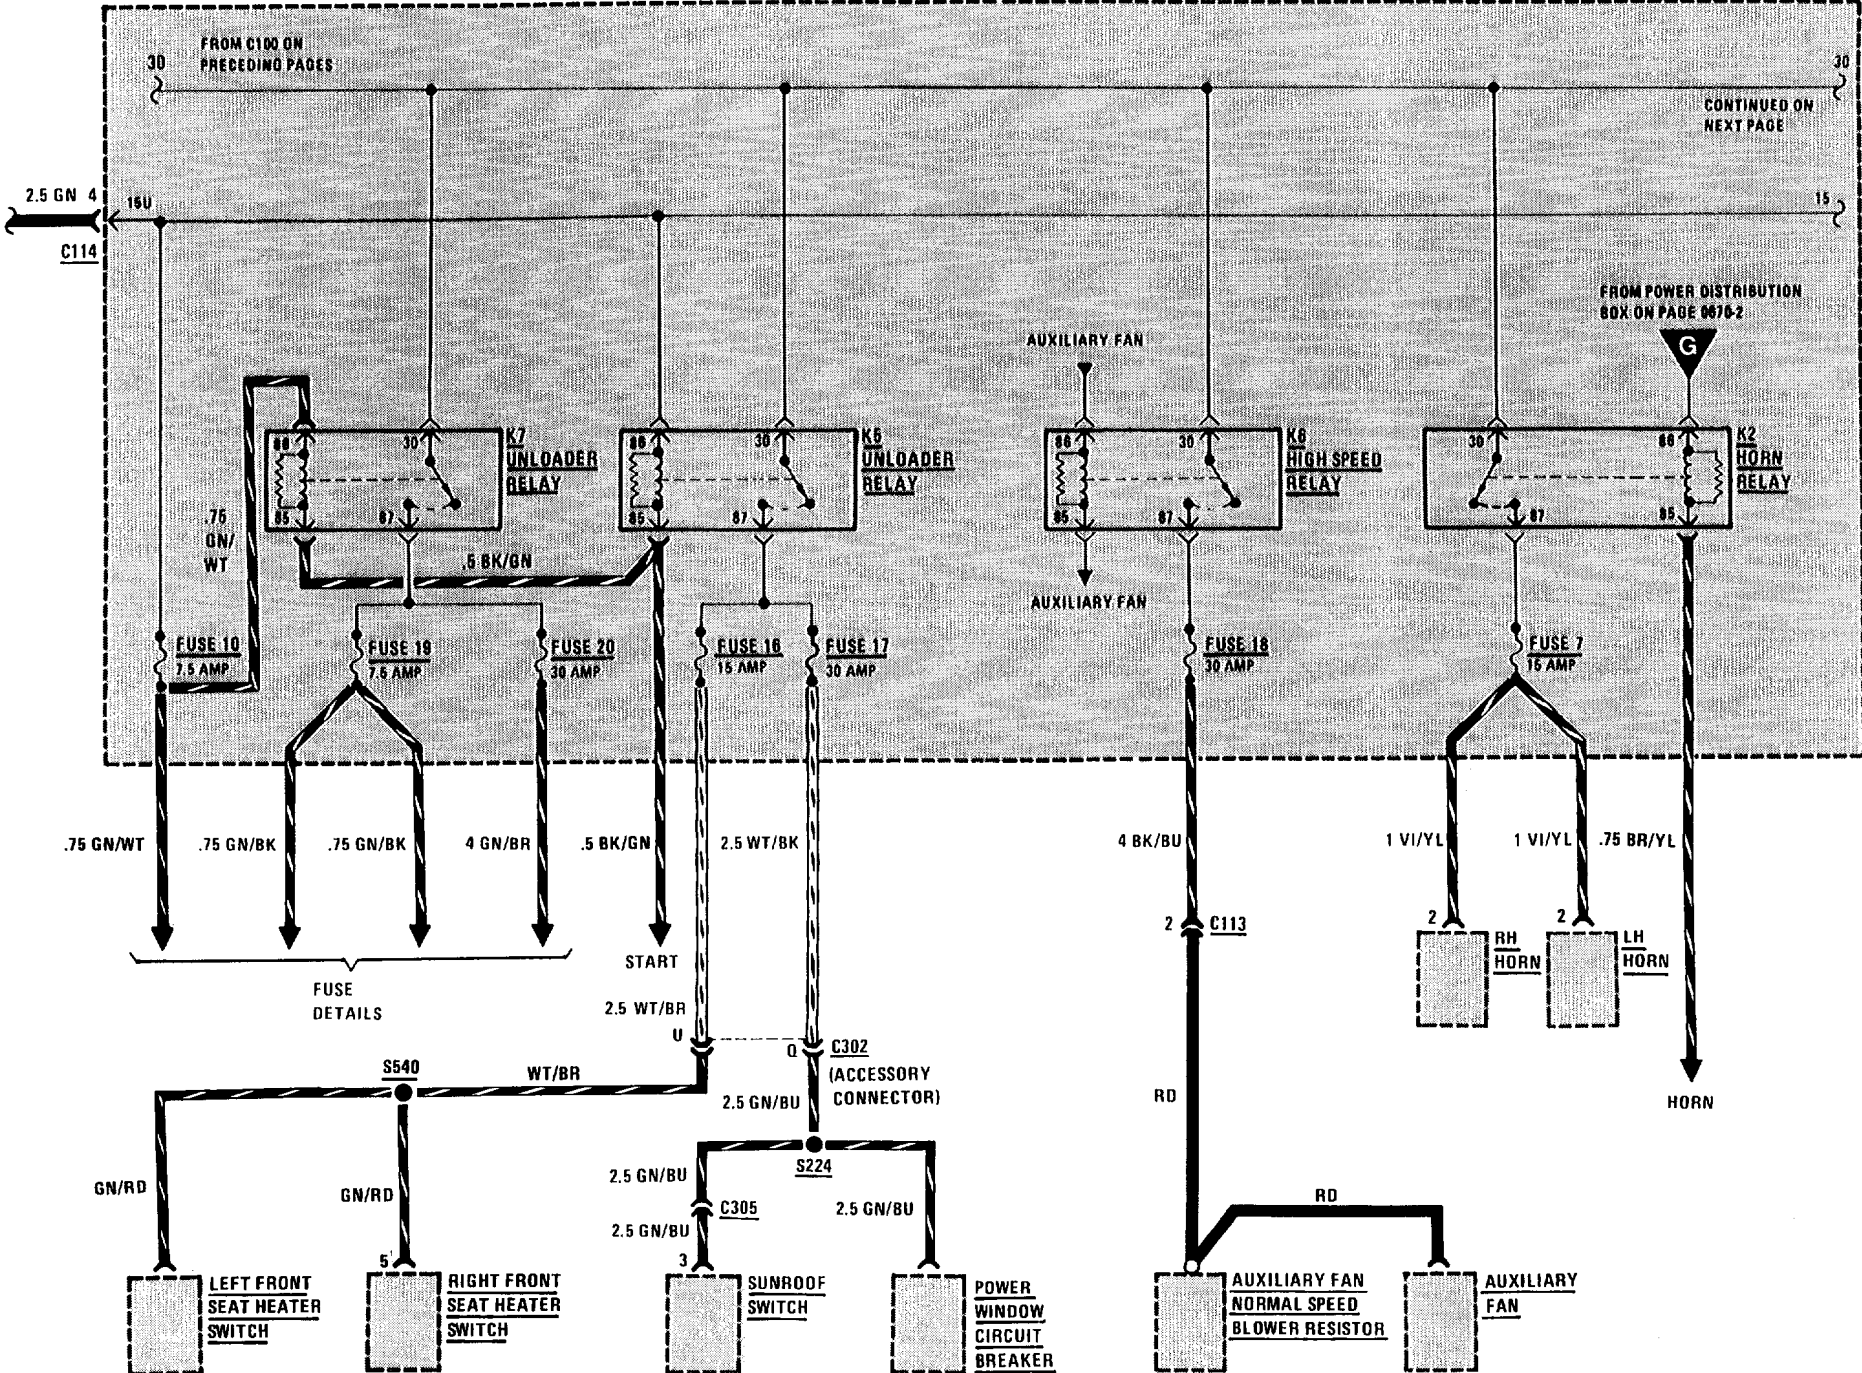 FROM C100 ON
PRECEDING PAGES
30
30
CONTINUED ON
NEXT PAGE
2.5 GN 4
15U
15
C114
FROM POWER DISTRIBUTION
BOX ON PAGE 0670-2
G
AUXILIARY FAN
86
30
K7
UNLOADER
RELAY
85
87
86
30
K5
UNLOADER
RELAY
85
87
86
30
K6
HIGH SPEED
RELAY
85
87
30
86
K2
HORN
RELAY
87
85
.75
GN/
WT
.5 BK/GN
AUXILIARY FAN
FUSE 10
7.5 AMP
FUSE 19
7.5 AMP
FUSE 20
30 AMP
FUSE 16
15 AMP
FUSE 17
30 AMP
FUSE 18
30 AMP
FUSE 7
15 AMP
.75 GN/WT
.75 GN/BK
.75 GN/BK
4 GN/BR
.5 BK/GN
2.5 WT/BK
4 BK/BU
1 VI/YL
1 VI/YL
.75 BR/YL
2
C113
2
RH
HORN
2
LH
HORN
FUSE
DETAILS
START
2.5 WT/BR
U
Q
C302
(ACCESSORY
CONNECTOR)
S540
WT/BR
2.5 GN/BU
RD
HORN
S224
GN/RD
GN/RD
2.5 GN/BU
C305
2.5 GN/BU
2.5 GN/BU
RD
5
3
LEFT FRONT
SEAT HEATER
SWITCH
RIGHT FRONT
SEAT HEATER
SWITCH
SUNROOF
SWITCH
POWER
WINDOW
CIRCUIT
BREAKER
AUXILIARY FAN
NORMAL SPEED
BLOWER RESISTOR
AUXILIARY
FAN